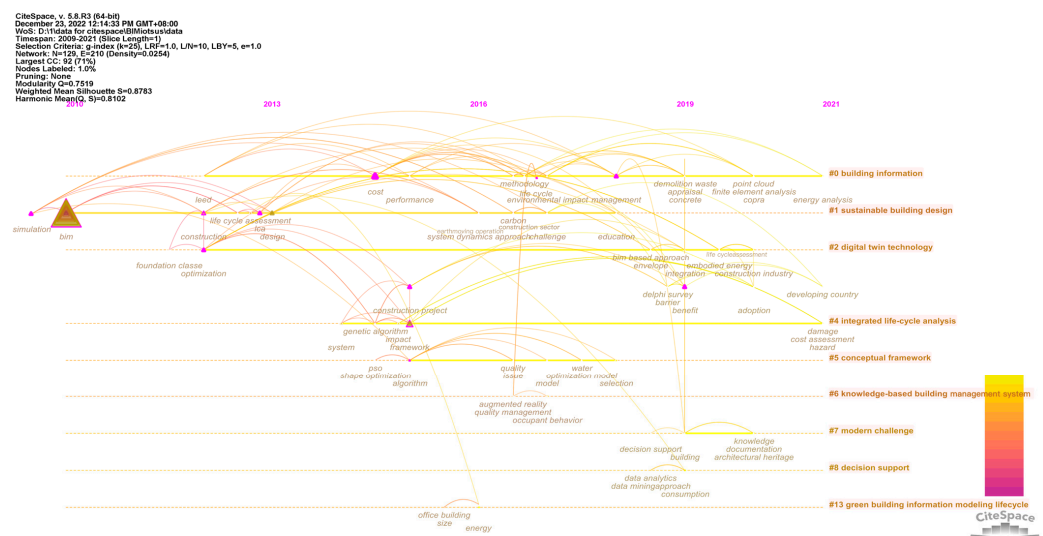 CiteSpace, v. 5.8.R3 (64-bit)
December 23, 2022 12:14:33 PM GMT+08:00
WoS: D:\1\data for citespace\BIMiotsus\data
Timespan: 2009-2021 (Slice Length=1)
Selection Criteria: g-index (k=25), LRF=1.0, L/N=10, LBY=5, e=1.0
Network: N=129, E=210 (Density=0.0254)
Largest CC: 92 (71%)
Nodes Labeled: 1.0%
Pruning: None
Modularity Q=0.7519
Weighted Mean Silhouette S=0.8783
Harmonic Mean(Q, S)=0.8102
2010 2013 2016 2019 2021
#0 building information
methodology demolition waste point cloud
cost life cycle appraisal finite element analysis
leed performance environmental impact management concrete copra energy analysis
#1 sustainable building design
life cycle assessment carbon
simulation lca construction sector
bim construction design earthmoving operation system dynamics approach challenge education
#2 digital twin technology
bim based approach life cycleassessment
foundation classe envelope embodied energy
optimization integration construction industry
delphi survey developing country
barrier
construction project benefit adoption
#4 integrated life-cycle analysis
genetic algorithm damage
impact cost assessment
system framework hazard
#5 conceptual framework
pso quality water
shape optimization issue optimization model
algorithm model selection
#6 knowledge-based building management system
augmented reality
quality management
occupant behavior
#7 modern challenge
knowledge
decision support documentation
building architectural heritage
#8 decision support
data analytics
data miningapproach
consumption
#13 green building information modeling lifecycle
office building
size
energy
CiteSpace